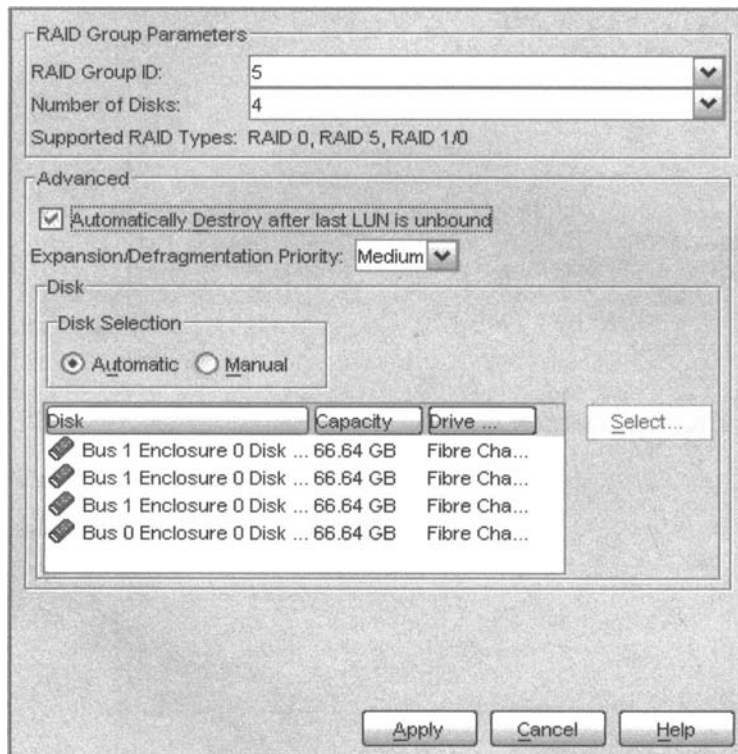 RAID Group Parameters
RAID Group ID: 5
Number of Disks: 4
Supported RAID Types: RAID 0, RAID 5, RAID 1/0
Advanced
Automatically Destroy after last LUN is unbound
Expansion/Defragmentation Priority: Medium
Disk
Disk Selection
Automatic Manual
Disk Capacity Drive ... Select...
Bus 1 Enclosure 0 Disk ... 66.64 GB Fibre Cha...
Bus 1 Enclosure 0 Disk ... 66.64 GB Fibre Cha...
Bus 1 Enclosure 0 Disk ... 66.64 GB Fibre Cha...
Bus 0 Enclosure 0 Disk ... 66.64 GB Fibre Cha...
Apply Cancel Help